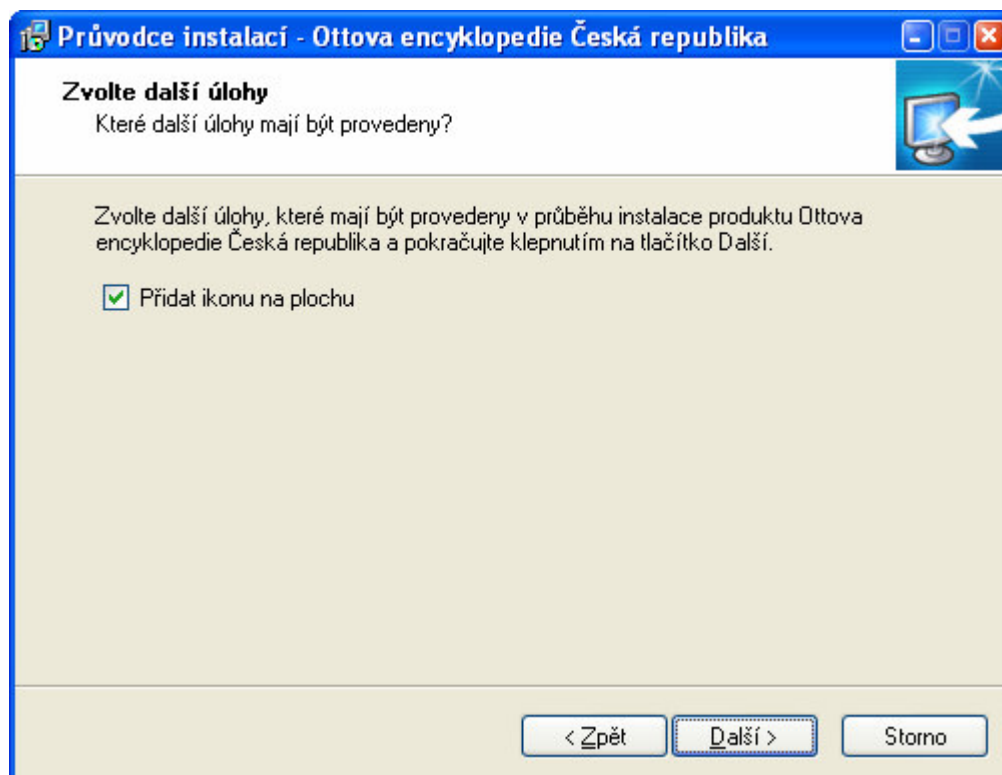 Průvodce instalací - Ottova encyklopedie Česká republika
Zvolte další úlohy
Které další úlohy mají být provedeny?
Zvolte další úlohy, které mají být provedeny v průběhu instalace produktu Ottova
encyklopedie Česká republika a pokračujte klepnutím na tlačítko Další.
Přidat ikonu na plochu
< Zpět Další > Storno